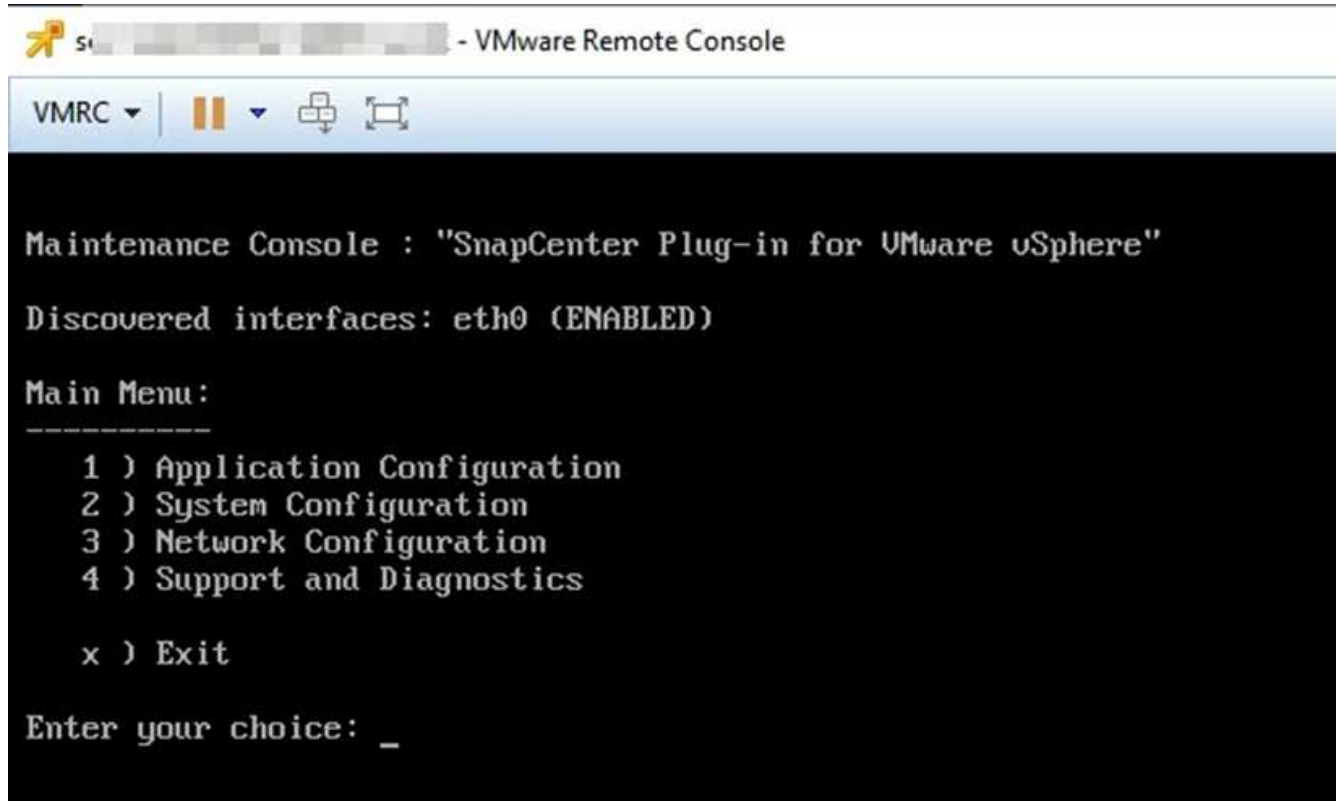 - VMware Remote Console
VMRC
Maintenance Console : "SnapCenter Plug-in for VMware vSphere"
Discovered interfaces: eth0 (ENABLED)
Main Menu:
----------
1 ) Application Configuration
2 ) System Configuration
3 ) Network Configuration
4 ) Support and Diagnostics
x ) Exit
Enter your choice: _